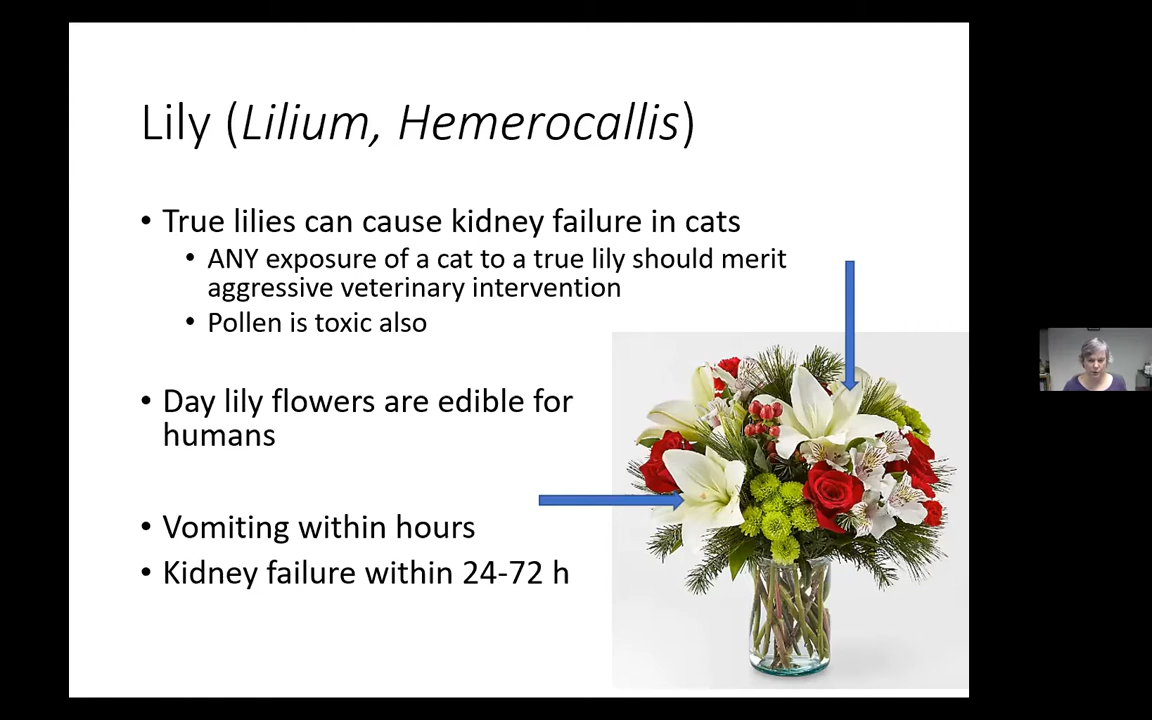 Lily (Lilium, Hemerocallis)
• True lilies can cause kidney failure in cats
• ANY exposure of a cat to a true lily should merit
aggressive veterinary intervention
• Pollen is toxic also
• Day lily flowers are edible for
humans
• Vomiting within hours
• Kidney failure within 24-72 h